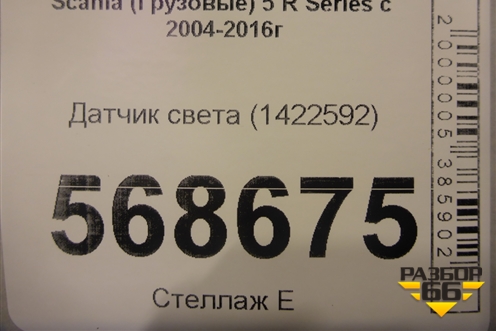 Scania (Грузовые) 5 R Series с
2004-2016г
Датчик света (1422592)
568675
Стеллаж Е
2000005385902
РАЗБОР
66